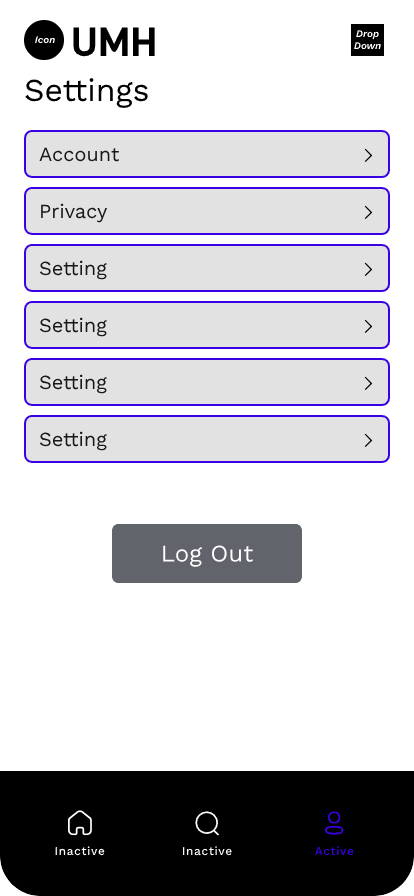 Icon
UMH
Drop
Down
Settings
Account
Privacy
Setting
Setting
Setting
Setting
Log Out
Inactive
Inactive
Active